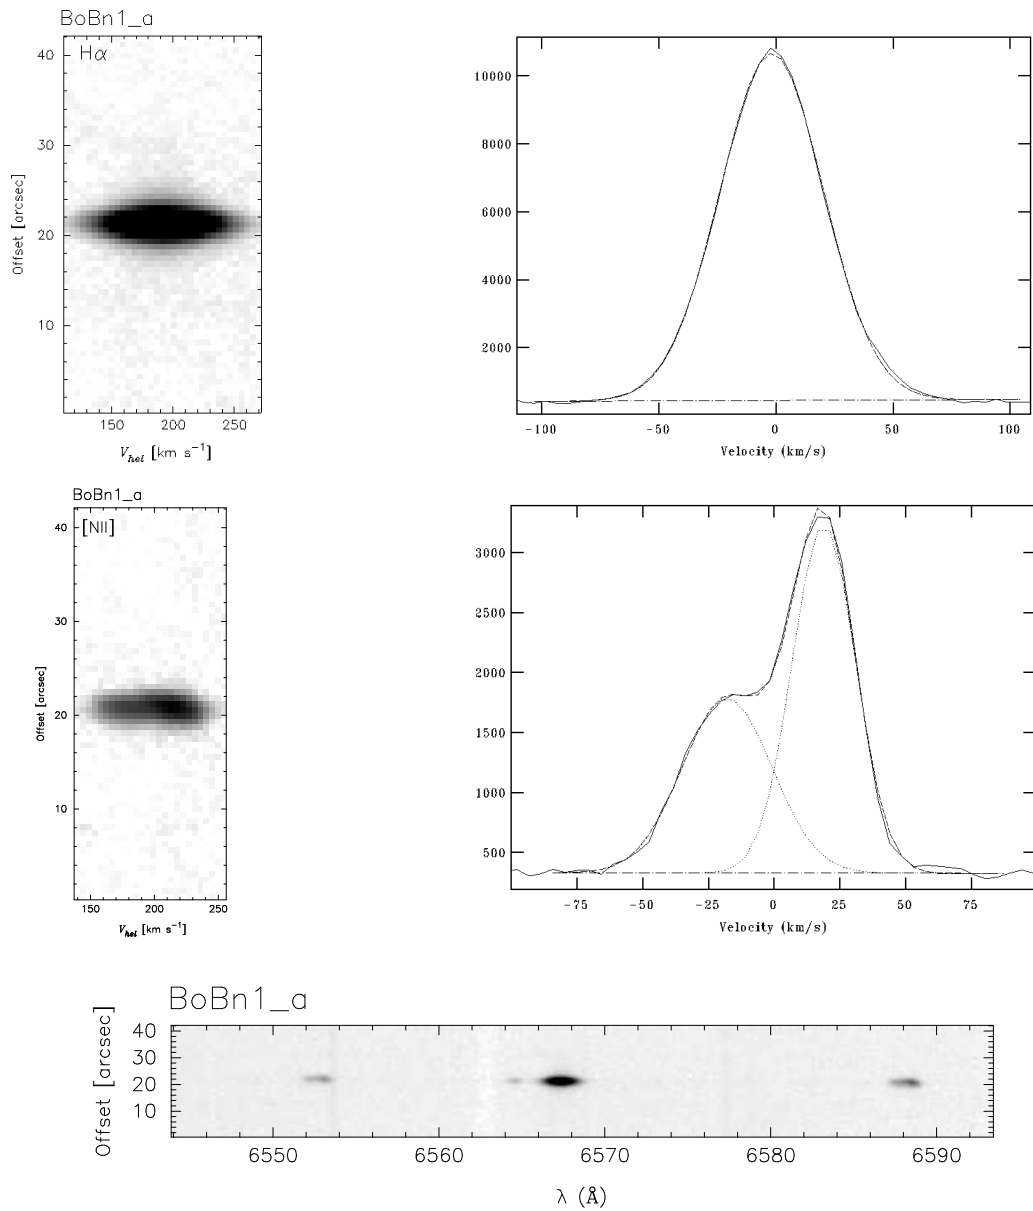 BoBn1_a
Hα
40
30
20
10
Offset [arcsec]
150 200 250
V_hel [km s⁻¹]
10000
8000
6000
4000
2000
-100 -50 0 50 100
Velocity (km/s)
BoBn1_a
[NII]
40
30
20
10
Offset [arcsec]
150 200 250
V_hel [km s⁻¹]
3000
2500
2000
1500
1000
500
-75 -50 -25 0 25 50 75
Velocity (km/s)
BoBn1_a
40
30
20
10
Offset [arcsec]
6550 6560 6570 6580 6590
λ (Å)